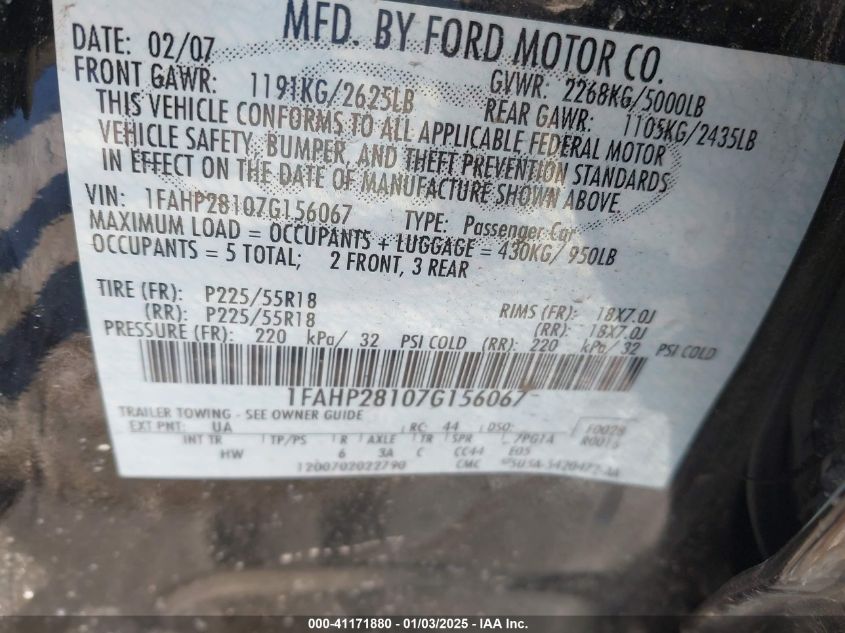 MFD. BY FORD MOTOR CO.
DATE: 02/07 GVWR: 2268KG/5000LB
FRONT GAWR: 1191KG/2625LB REAR GAWR: 1105KG/2435LB
THIS VEHICLE CONFORMS TO ALL APPLICABLE FEDERAL MOTOR
VEHICLE SAFETY, BUMPER, AND THEFT PREVENTION STANDARDS
IN EFFECT ON THE DATE OF MANUFACTURE SHOWN ABOVE.
VIN: 1FAHP28107G156067 TYPE: Passenger Car
MAXIMUM LOAD = OCCUPANTS + LUGGAGE = 430KG/ 950LB
OCCUPANTS = 5 TOTAL; 2 FRONT, 3 REAR
TIRE (FR): P225/55R18 RIMS (FR): 18X7.0J
(RR): P225/55R18 (RR): 18X7.0J
PRESSURE (FR): 220 kPa/ 32 PSI COLD (RR): 220 kPa/ 32 PSI COLD
1FAHP28107G156067
TRAILER TOWING - SEE OWNER GUIDE
EXT PNT: UA RC: 44 DSO: F0028
INT TR TP/PS R AXLE TR SPR 7PGTA R0015
HW 6 3A C CC44 E05
1200702022790 CMC
000-41171880 - 01/03/2025 - IAA Inc.